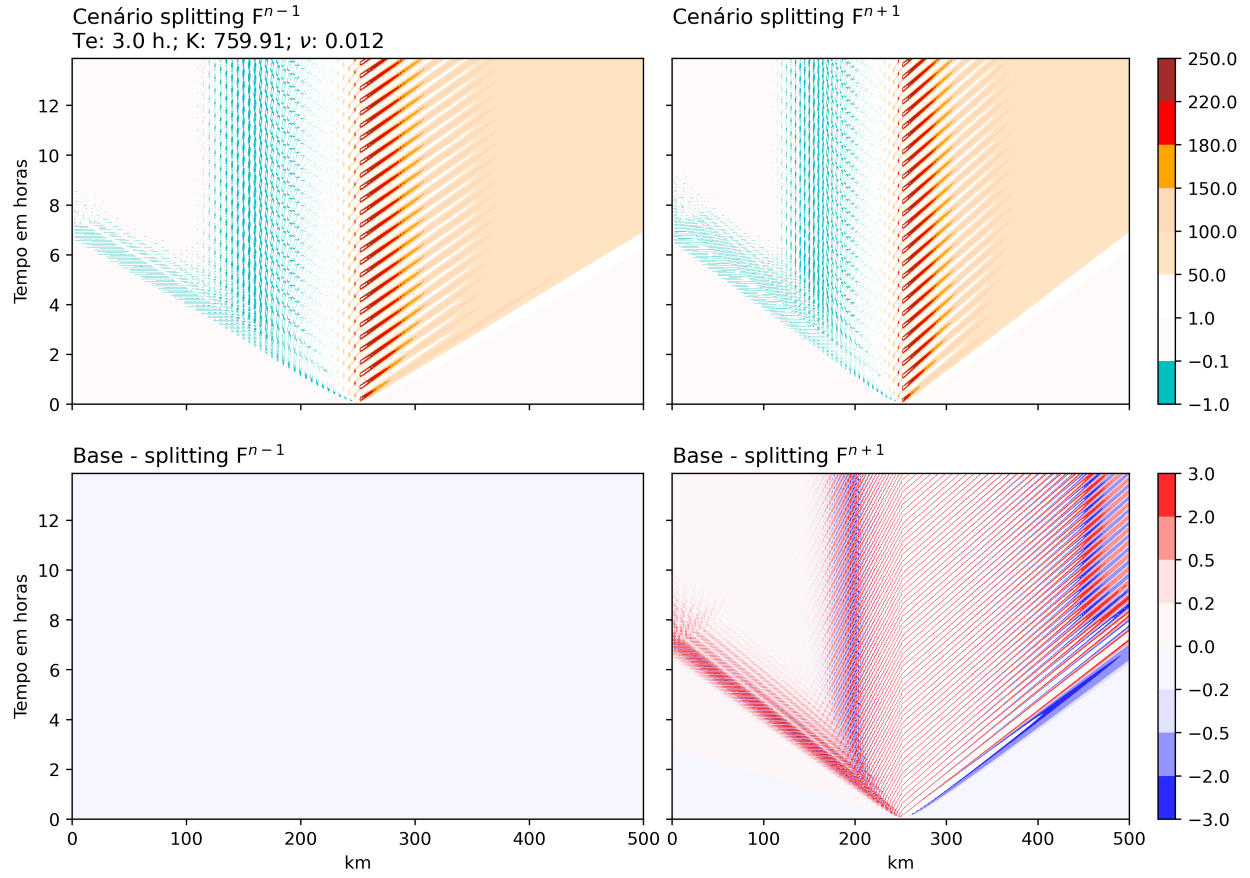 Cenário splitting Fⁿ⁻¹
Te: 3.0 h.; K: 759.91; ν: 0.012
Cenário splitting Fⁿ⁺¹
Tempo em horas
12
10
8
6
4
2
0
250.0
220.0
180.0
150.0
100.0
50.0
1.0
−0.1
−1.0
Base - splitting Fⁿ⁻¹
Base - splitting Fⁿ⁺¹
Tempo em horas
12
10
8
6
4
2
0
0 100 200 300 400 500
km
0 100 200 300 400 500
km
3.0
2.0
0.5
0.2
0.0
−0.2
−0.5
−2.0
−3.0